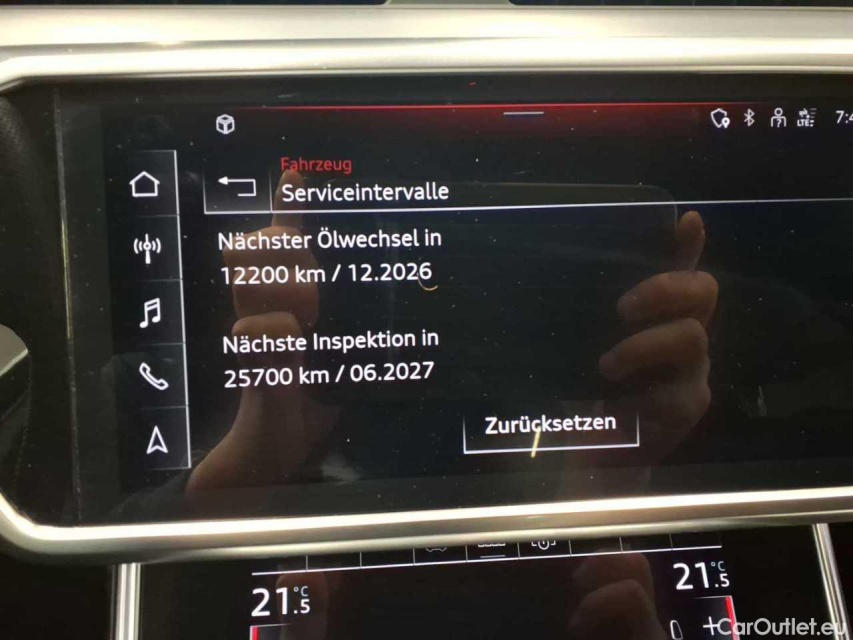 LTE
Fahrzeug
Serviceintervalle
Nächster Ölwechsel in
12200 km / 12.2026
Nächste Inspektion in
25700 km / 06.2027
Zurücksetzen
21.5 °C
21.5 °C
CarOutlet.eu